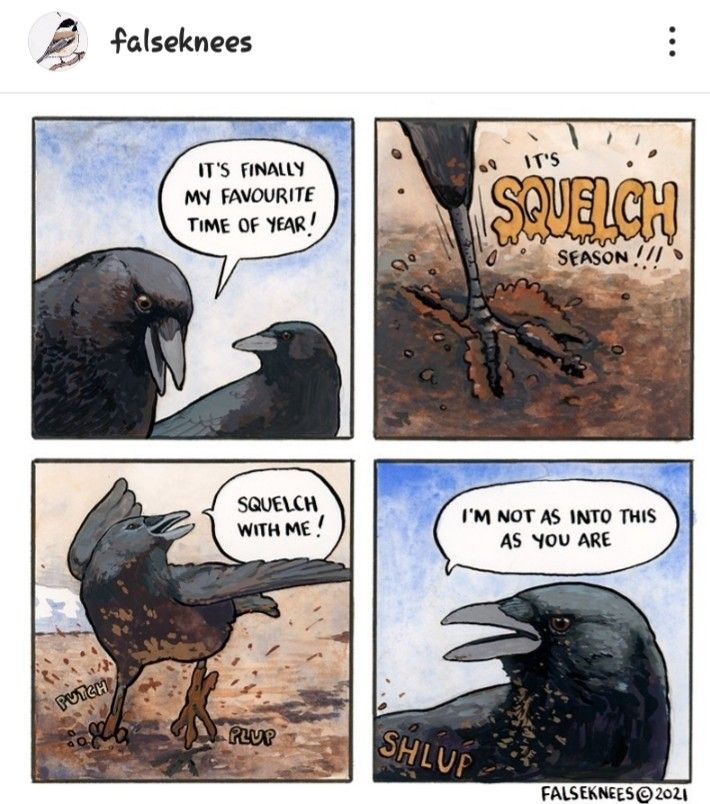 falseknees
IT'S FINALLY
MY FAVOURITE
TIME OF YEAR!
IT'S
SQUELCH
SEASON!!!
SQUELCH
WITH ME!
PUTCH
PLUP
I'M NOT AS INTO THIS
AS YOU ARE
SHLUP
FALSEKNEES©2021